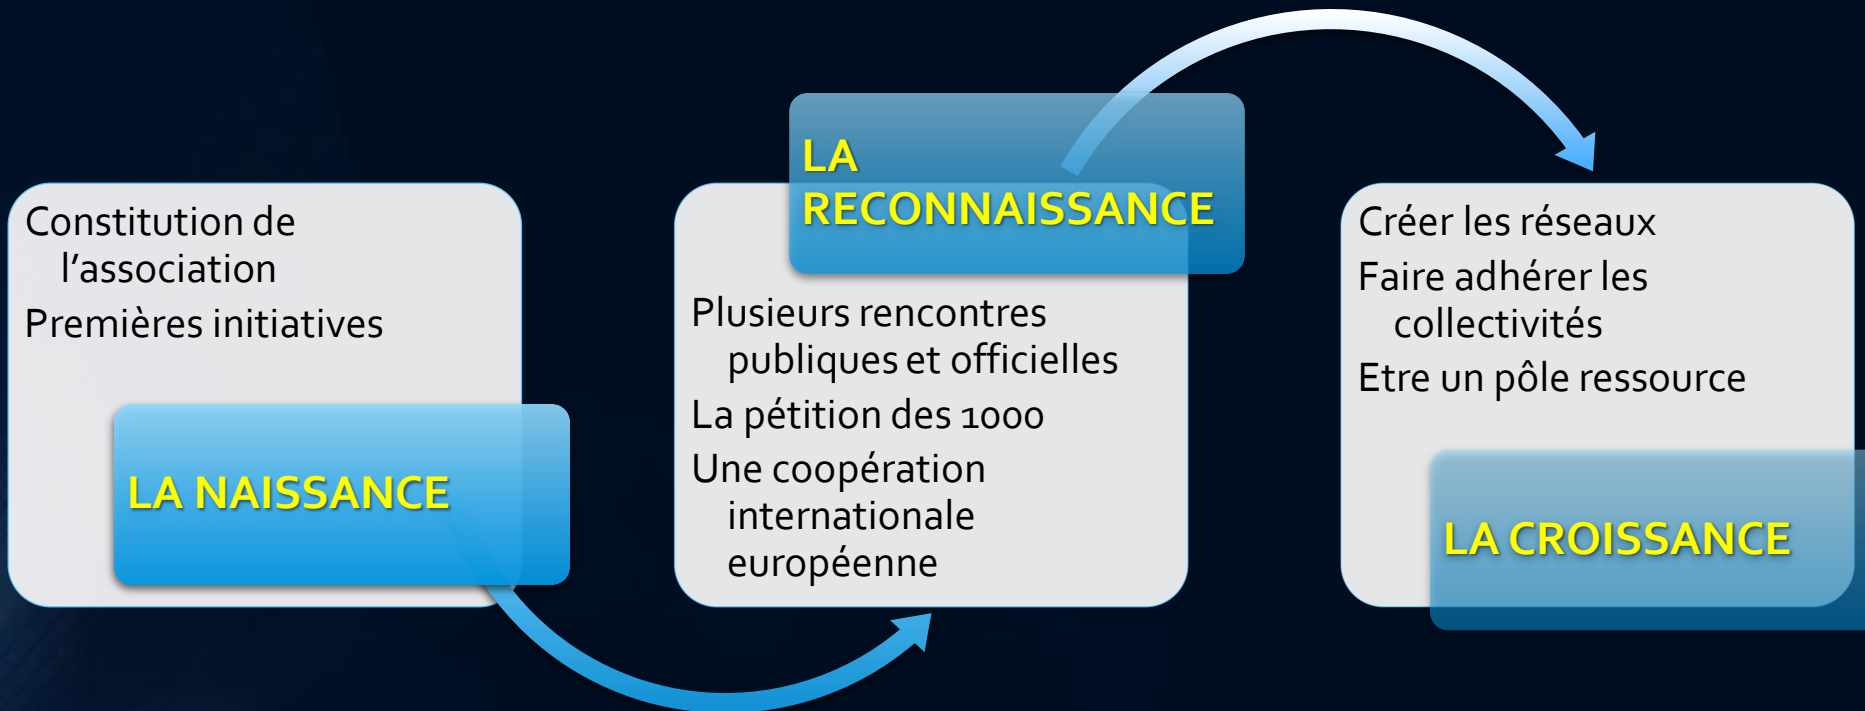 Constitution de
l’association
Premières initiatives
LA NAISSANCE
LA
RECONNAISSANCE
Plusieurs rencontres
publiques et officielles
La pétition des 1000
Une coopération
internationale
européenne
Créer les réseaux
Faire adhérer les
collectivités
Etre un pôle ressource
LA CROISSANCE